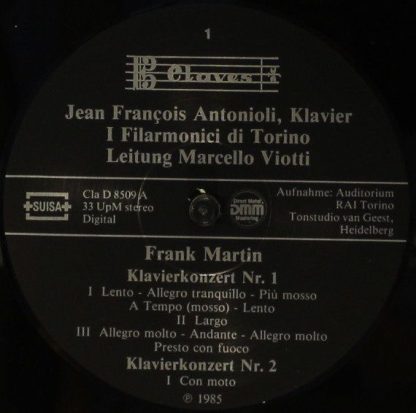 1
Claves
Jean François Antonioli, Klavier
I Filarmonici di Torino
Leitung Marcello Viotti
SUISA
Cla D 8509/A
33 UpM stereo
Digital
Direct Metal
DMM
Mastering
Aufnahme: Auditorium
RAI Torino
Tonstudio van Geest,
Heidelberg
Frank Martin
Klavierkonzert Nr. 1
I Lento - Allegro tranquillo - Più mosso
A Tempo (mosso) - Lento
II Largo
III Allegro molto - Andante - Allegro molto
Presto con fuoco
Klavierkonzert Nr. 2
I Con moto
℗ 1985